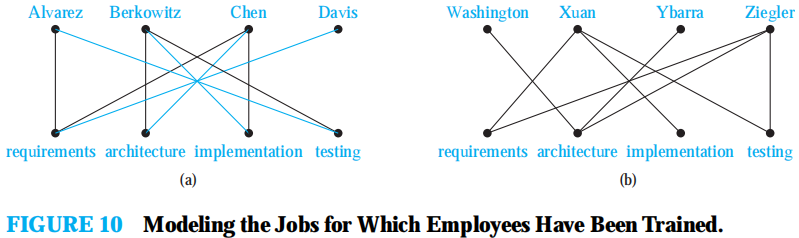 Alvarez Berkowitz Chen Davis Washington Xuan Ybarra Ziegler
requirements architecture implementation testing requirements architecture implementation testing
(a) (b)
FIGURE 10 Modeling the Jobs for Which Employees Have Been Trained.